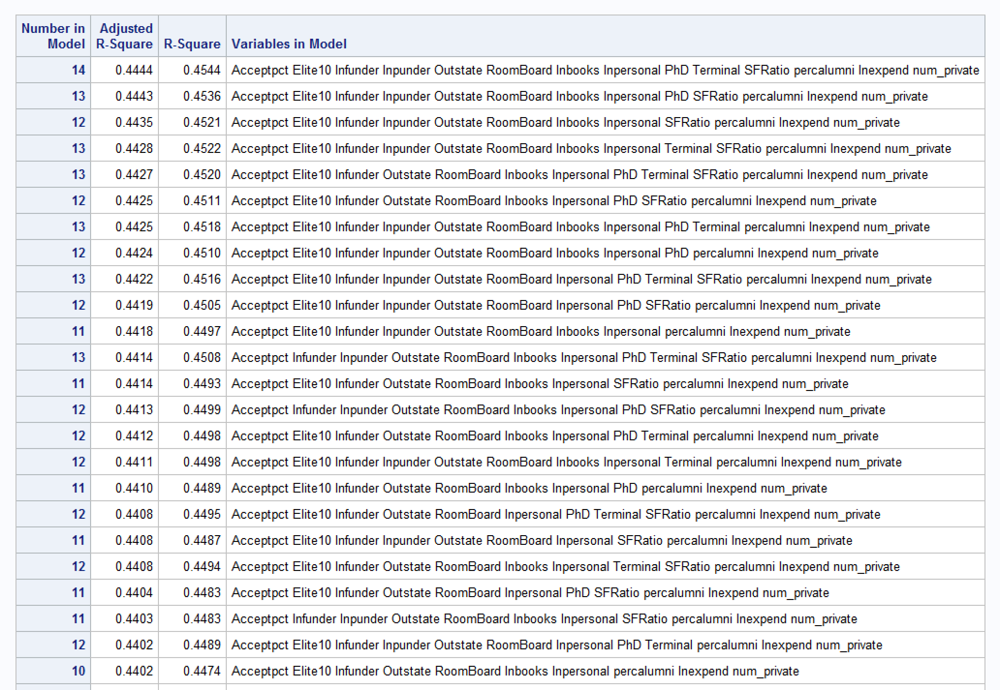 Number in Model Adjusted R-Square R-Square Variables in Model
14 0.4444 0.4544 Acceptpct Elite10 lnfunder lnpunder Outstate RoomBoard lnbooks lnpersonal PhD Terminal SFRatio percalumni lnexpend num_private
13 0.4443 0.4536 Acceptpct Elite10 lnfunder lnpunder Outstate RoomBoard lnbooks lnpersonal PhD SFRatio percalumni lnexpend num_private
12 0.4435 0.4521 Acceptpct Elite10 lnfunder lnpunder Outstate RoomBoard lnbooks lnpersonal SFRatio percalumni lnexpend num_private
13 0.4428 0.4522 Acceptpct Elite10 lnfunder lnpunder Outstate RoomBoard lnbooks lnpersonal Terminal SFRatio percalumni lnexpend num_private
13 0.4427 0.4520 Acceptpct Elite10 lnfunder Outstate RoomBoard lnbooks lnpersonal PhD Terminal SFRatio percalumni lnexpend num_private
12 0.4425 0.4511 Acceptpct Elite10 lnfunder Outstate RoomBoard lnbooks lnpersonal PhD SFRatio percalumni lnexpend num_private
13 0.4425 0.4518 Acceptpct Elite10 lnfunder lnpunder Outstate RoomBoard lnbooks lnpersonal PhD Terminal percalumni lnexpend num_private
12 0.4424 0.4510 Acceptpct Elite10 lnfunder lnpunder Outstate RoomBoard lnbooks lnpersonal PhD percalumni lnexpend num_private
13 0.4422 0.4516 Acceptpct Elite10 lnfunder lnpunder Outstate RoomBoard lnpersonal PhD Terminal SFRatio percalumni lnexpend num_private
12 0.4419 0.4505 Acceptpct Elite10 lnfunder lnpunder Outstate RoomBoard lnpersonal PhD SFRatio percalumni lnexpend num_private
11 0.4418 0.4497 Acceptpct Elite10 lnfunder lnpunder Outstate RoomBoard lnbooks lnpersonal percalumni lnexpend num_private
13 0.4414 0.4508 Acceptpct lnfunder lnpunder Outstate RoomBoard lnbooks lnpersonal PhD Terminal SFRatio percalumni lnexpend num_private
11 0.4414 0.4493 Acceptpct Elite10 lnfunder Outstate RoomBoard lnbooks lnpersonal SFRatio percalumni lnexpend num_private
12 0.4413 0.4499 Acceptpct lnfunder lnpunder Outstate RoomBoard lnbooks lnpersonal PhD SFRatio percalumni lnexpend num_private
12 0.4412 0.4498 Acceptpct Elite10 lnfunder Outstate RoomBoard lnbooks lnpersonal PhD Terminal percalumni lnexpend num_private
12 0.4411 0.4498 Acceptpct Elite10 lnfunder lnpunder Outstate RoomBoard lnbooks lnpersonal Terminal percalumni lnexpend num_private
11 0.4410 0.4489 Acceptpct Elite10 lnfunder Outstate RoomBoard lnbooks lnpersonal PhD percalumni lnexpend num_private
12 0.4408 0.4495 Acceptpct Elite10 lnfunder Outstate RoomBoard lnpersonal PhD Terminal SFRatio percalumni lnexpend num_private
11 0.4408 0.4487 Acceptpct Elite10 lnfunder lnpunder Outstate RoomBoard lnpersonal SFRatio percalumni lnexpend num_private
12 0.4408 0.4494 Acceptpct Elite10 lnfunder Outstate RoomBoard lnbooks lnpersonal Terminal SFRatio percalumni lnexpend num_private
11 0.4404 0.4483 Acceptpct Elite10 lnfunder Outstate RoomBoard lnpersonal PhD SFRatio percalumni lnexpend num_private
11 0.4403 0.4483 Acceptpct lnfunder lnpunder Outstate RoomBoard lnbooks lnpersonal SFRatio percalumni lnexpend num_private
12 0.4402 0.4489 Acceptpct Elite10 lnfunder lnpunder Outstate RoomBoard lnpersonal PhD Terminal percalumni lnexpend num_private
10 0.4402 0.4474 Acceptpct Elite10 lnfunder Outstate RoomBoard lnbooks lnpersonal percalumni lnexpend num_private